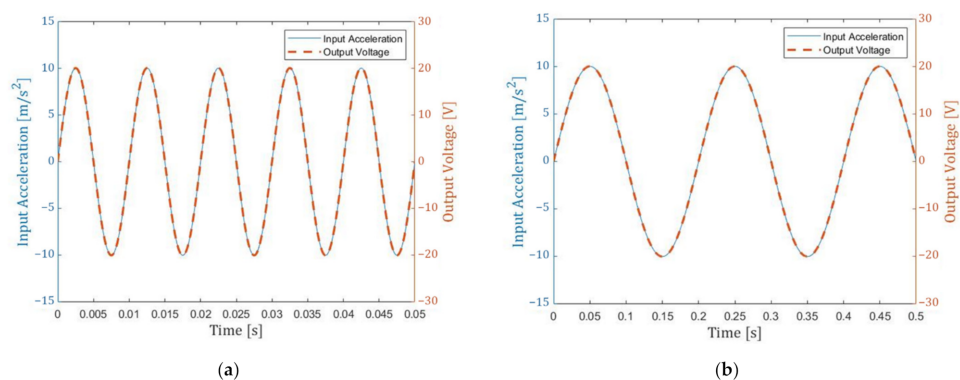 15
10
5
0
−5
−10
−15
Input Acceleration [m/s²]
30
20
10
0
−10
−20
−30
Output Voltage [V]
Input Acceleration
Output Voltage
0 0.005 0.01 0.015 0.02 0.025 0.03 0.035 0.04 0.045 0.05
Time [s]
(a)
15
10
5
0
−5
−10
−15
Input Acceleration [m/s²]
30
20
10
0
−10
−20
−30
Output Voltage [V]
Input Acceleration
Output Voltage
0 0.05 0.1 0.15 0.2 0.25 0.3 0.35 0.4 0.45 0.5
Time [s]
(b)